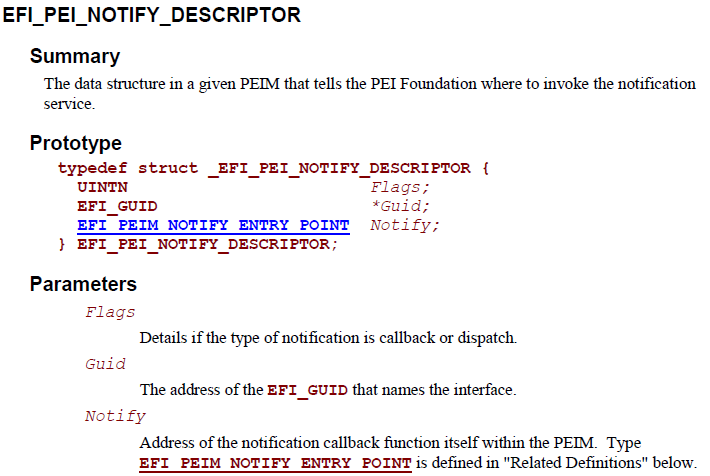 EFI_PEI_NOTIFY_DESCRIPTOR
Summary
The data structure in a given PEIM that tells the PEI Foundation where to invoke the notification
service.
Prototype
typedef struct _EFI_PEI_NOTIFY_DESCRIPTOR {
UINTN Flags;
EFI_GUID *Guid;
EFI_PEIM_NOTIFY_ENTRY_POINT Notify;
} EFI_PEI_NOTIFY_DESCRIPTOR;
Parameters
Flags
Details if the type of notification is callback or dispatch.
Guid
The address of the EFI_GUID that names the interface.
Notify
Address of the notification callback function itself within the PEIM. Type
EFI_PEIM_NOTIFY_ENTRY_POINT is defined in "Related Definitions" below.